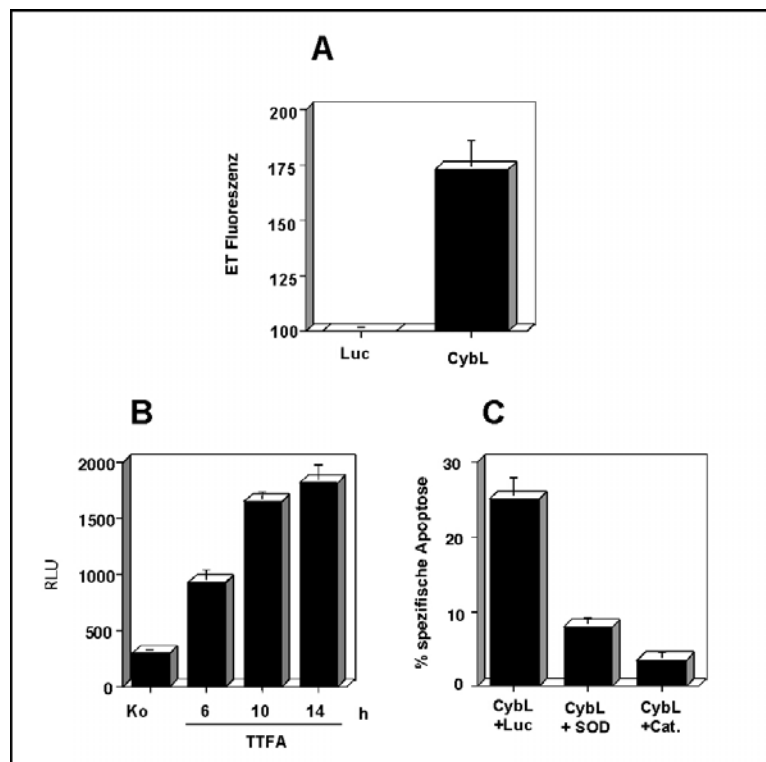 A
ET Fluoreszenz
200
175
150
125
100
Luc CybL
B
RLU
2000
1500
1000
500
0
Ko 6 10 14 h
TTFA
C
% spezifische Apoptose
30
20
10
0
CybL CybL CybL
+Luc + SOD +Cat.